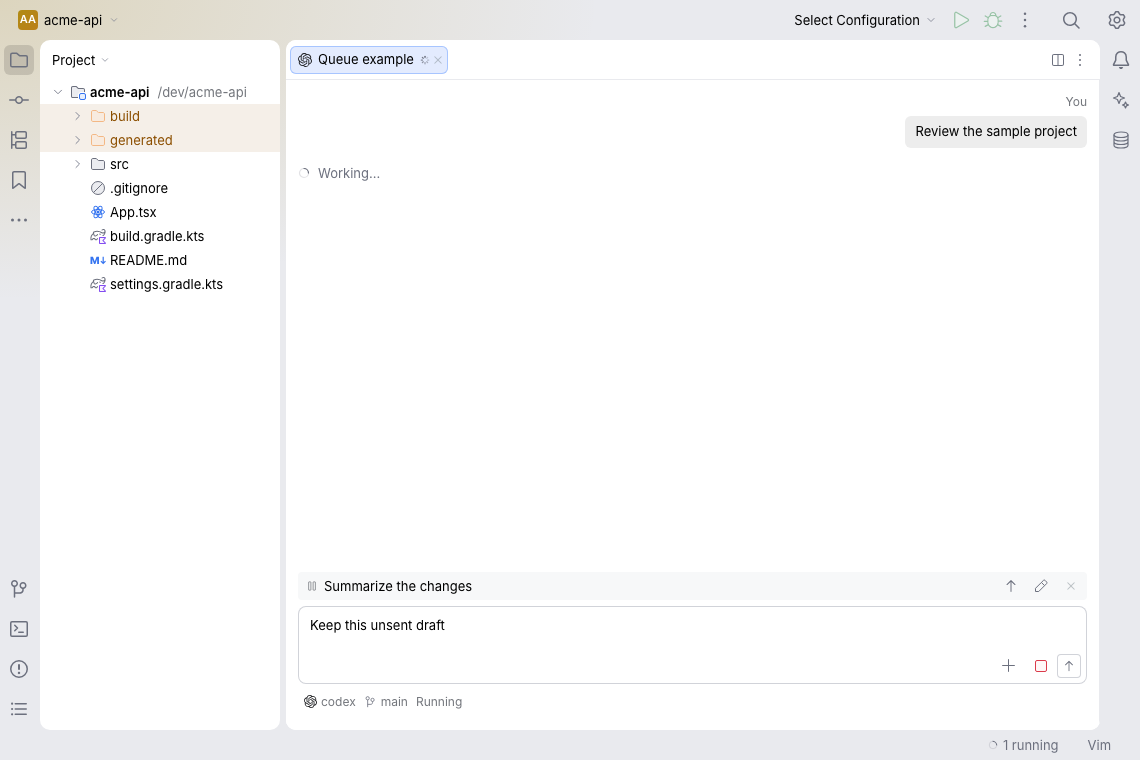 AA acme-api
Select Configuration
Project
Queue example
acme-api /dev/acme-api
build
generated
src
.gitignore
App.tsx
build.gradle.kts
M↓ README.md
settings.gradle.kts
You
Review the sample project
Working...
Summarize the changes
Keep this unsent draft
codex main Running
1 running Vim